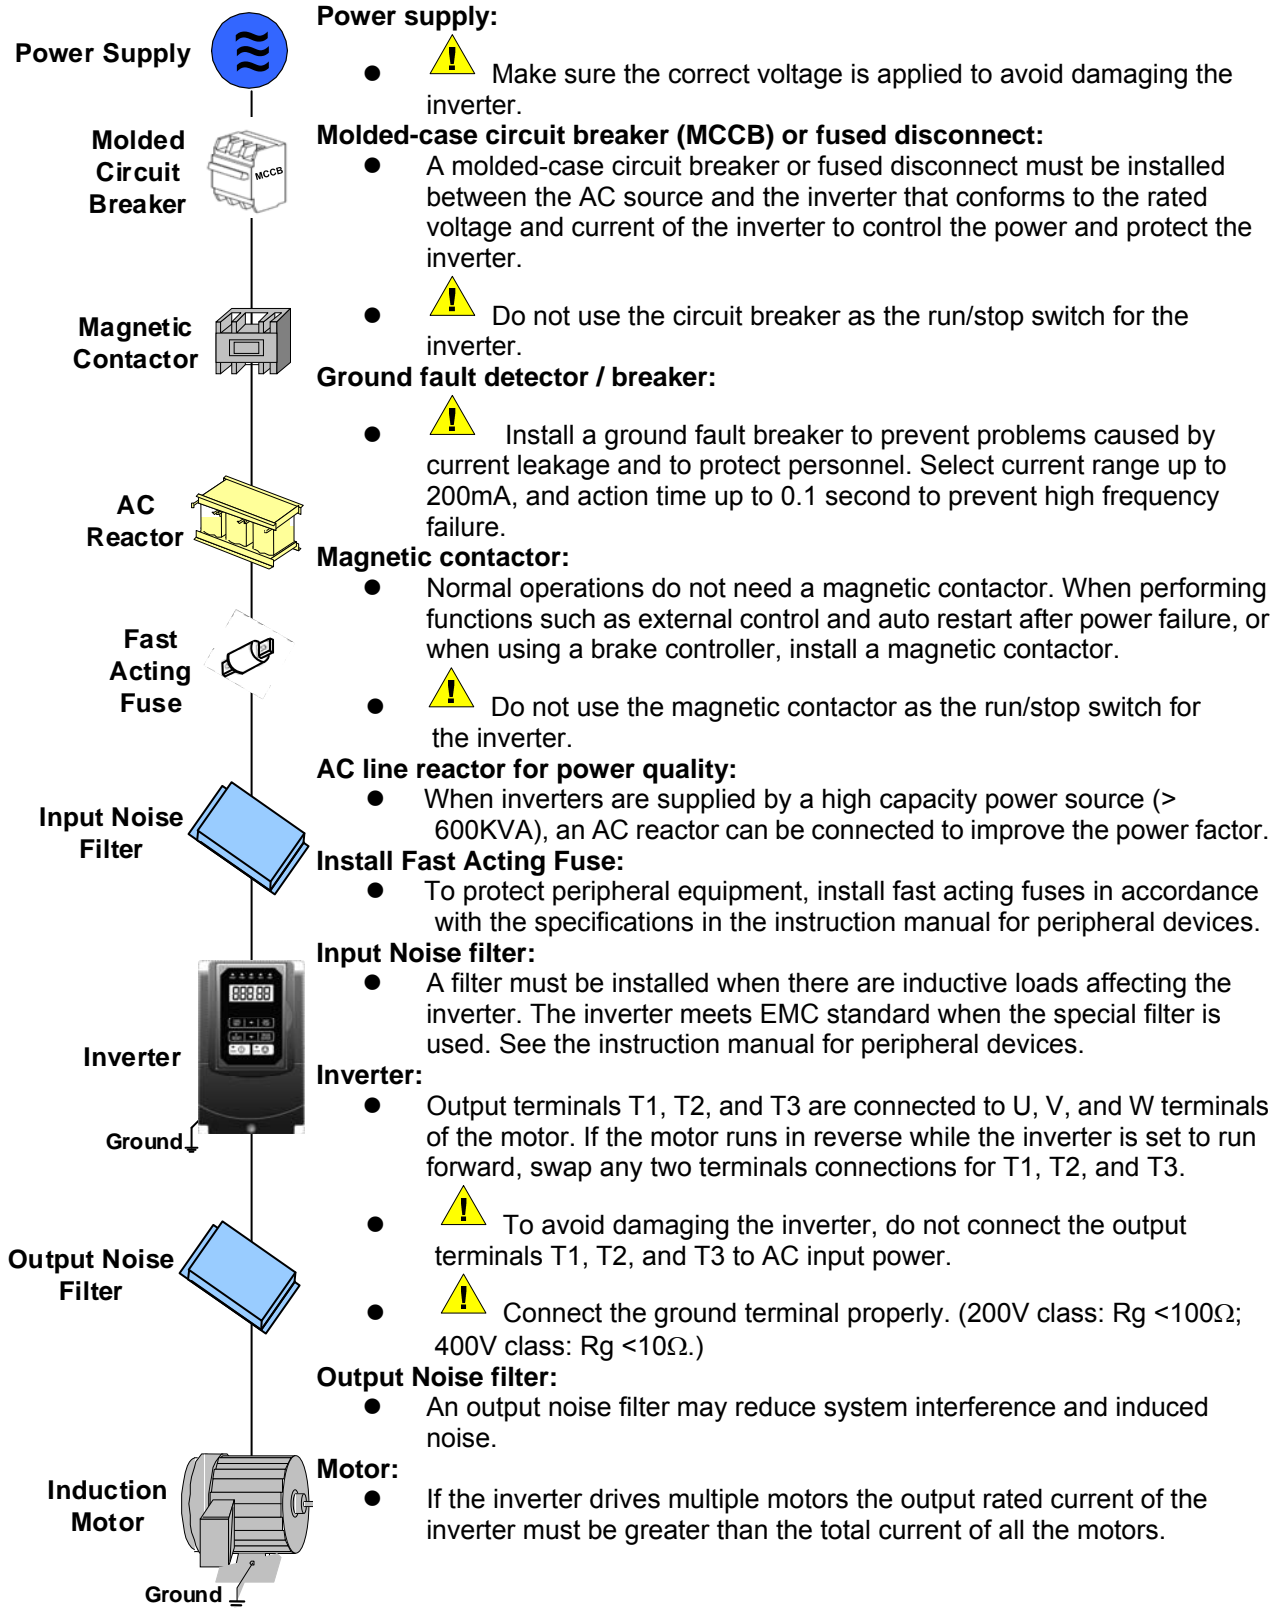 Power Supply
Molded
Circuit
Breaker
MCCB
Magnetic
Contactor
AC
Reactor
Fast
Acting
Fuse
Input Noise
Filter
Inverter
Ground
Output Noise
Filter
Induction
Motor
Ground
Power supply:
● ! Make sure the correct voltage is applied to avoid damaging the
inverter.
Molded-case circuit breaker (MCCB) or fused disconnect:
● A molded-case circuit breaker or fused disconnect must be installed
between the AC source and the inverter that conforms to the rated
voltage and current of the inverter to control the power and protect the
inverter.
● ! Do not use the circuit breaker as the run/stop switch for the
inverter.
Ground fault detector / breaker:
● ! Install a ground fault breaker to prevent problems caused by
current leakage and to protect personnel. Select current range up to
200mA, and action time up to 0.1 second to prevent high frequency
failure.
Magnetic contactor:
● Normal operations do not need a magnetic contactor. When performing
functions such as external control and auto restart after power failure, or
when using a brake controller, install a magnetic contactor.
● ! Do not use the magnetic contactor as the run/stop switch for
the inverter.
AC line reactor for power quality:
● When inverters are supplied by a high capacity power source (>
600KVA), an AC reactor can be connected to improve the power factor.
Install Fast Acting Fuse:
● To protect peripheral equipment, install fast acting fuses in accordance
with the specifications in the instruction manual for peripheral devices.
Input Noise filter:
● A filter must be installed when there are inductive loads affecting the
inverter. The inverter meets EMC standard when the special filter is
used. See the instruction manual for peripheral devices.
Inverter:
● Output terminals T1, T2, and T3 are connected to U, V, and W terminals
of the motor. If the motor runs in reverse while the inverter is set to run
forward, swap any two terminals connections for T1, T2, and T3.
● ! To avoid damaging the inverter, do not connect the output
terminals T1, T2, and T3 to AC input power.
● ! Connect the ground terminal properly. (200V class: Rg <100Ω;
400V class: Rg <10Ω.)
Output Noise filter:
● An output noise filter may reduce system interference and induced
noise.
Motor:
● If the inverter drives multiple motors the output rated current of the
inverter must be greater than the total current of all the motors.